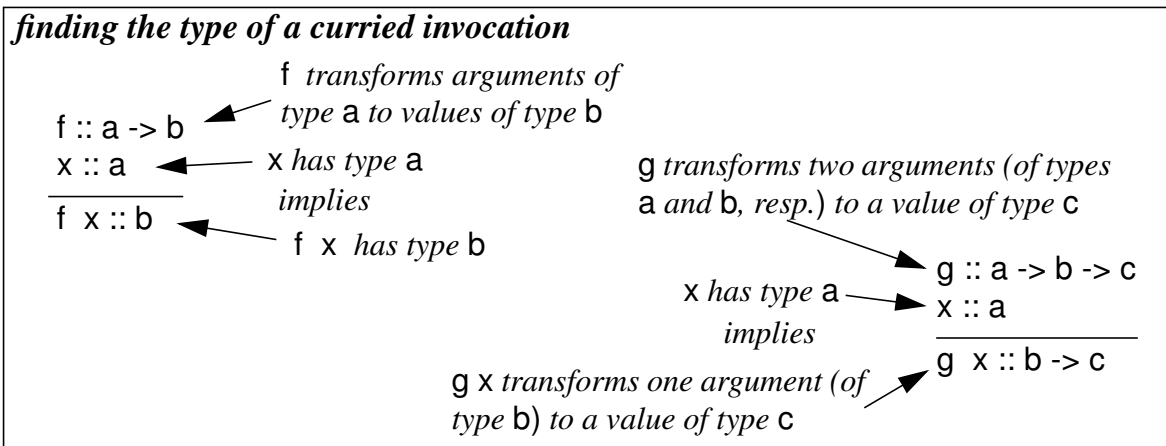 finding the type of a curried invocation
f transforms arguments of
type a to values of type b
f :: a -> b
x :: a
x has type a
implies
f x :: b
f x has type b
g transforms two arguments (of types
a and b, resp.) to a value of type c
g :: a -> b -> c
x has type a
x :: a
implies
g x :: b -> c
g x transforms one argument (of
type b) to a value of type c